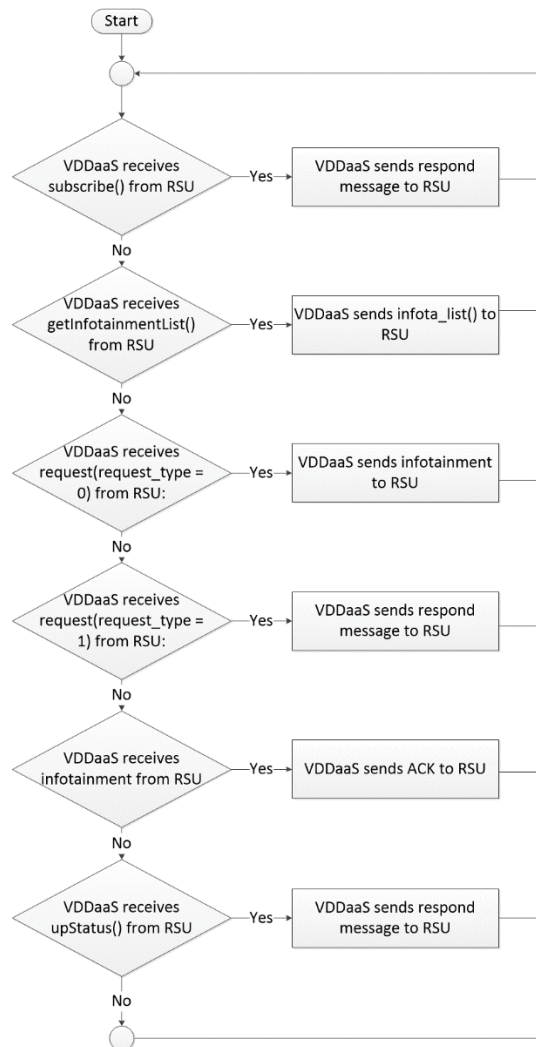 Start
VDDaaS receives
subscribe() from RSU
Yes
VDDaaS sends respond
message to RSU
No
VDDaaS receives
getInfotainmentList()
from RSU
Yes
VDDaaS sends infota_list() to
RSU
No
VDDaaS receives
request(request_type =
0) from RSU:
Yes
VDDaaS sends infotainment
to RSU
No
VDDaaS receives
request(request_type =
1) from RSU:
Yes
VDDaaS sends respond
message to RSU
No
VDDaaS receives
infotainment from RSU
Yes
VDDaaS sends ACK to RSU
No
VDDaaS receives
upStatus() from RSU
Yes
VDDaaS sends respond
message to RSU
No